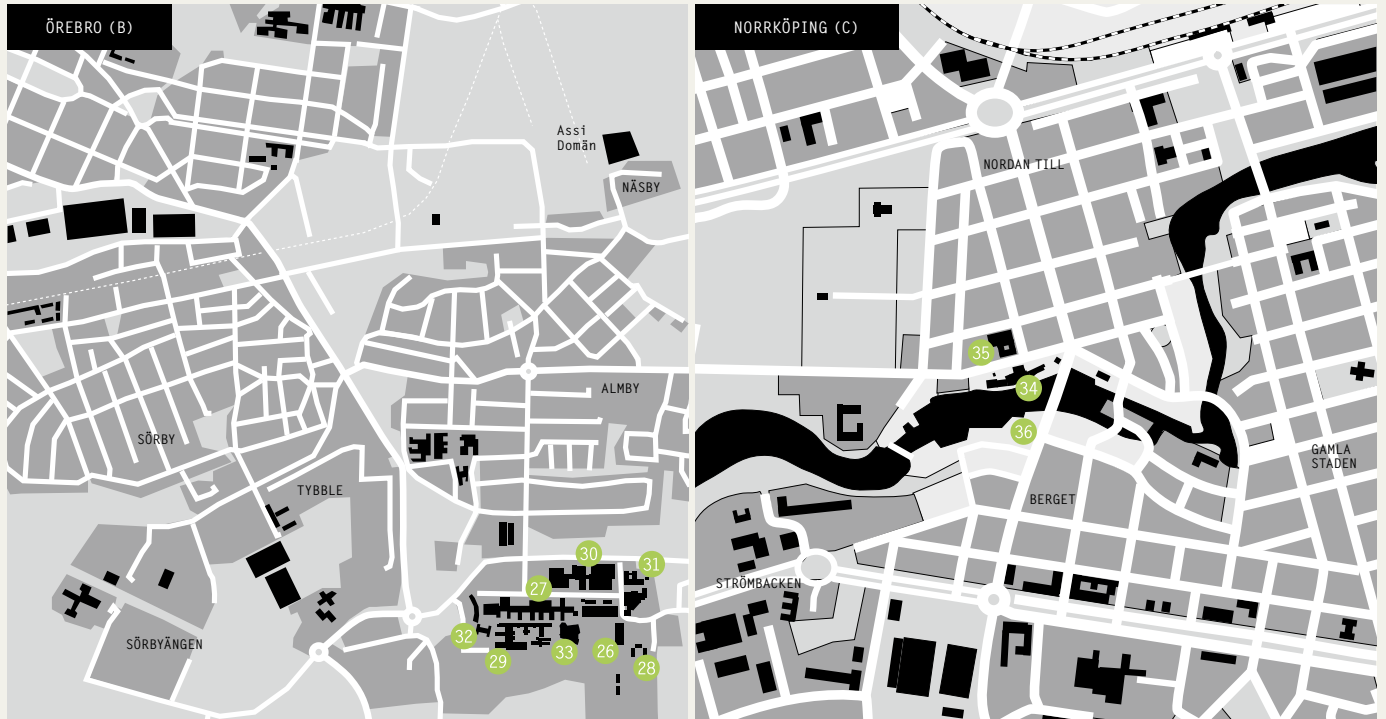 ÖREBRO (B)
Assi
Domän
NÄSBY
ALMBY
SÖRBY
TYBBLE
30
31
27
32
29
33
26
28
SÖRBYÄNGEN
NORRKÖPING (C)
NORDAN TILL
35
34
36
GAMLA
STADEN
BERGET
STRÖMBACKEN